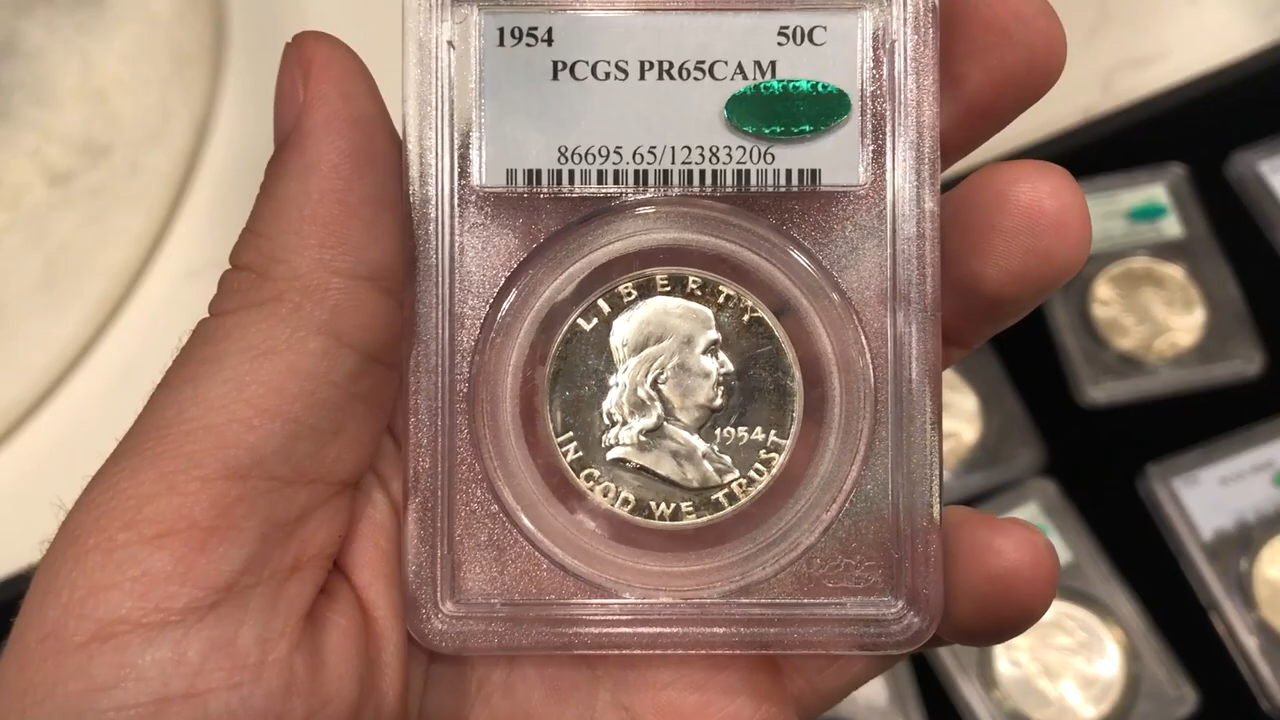 1954 50C
PCGS PR65CAM
86695.65/12383206
LIBERTY
1954
IN GOD WE TRUST